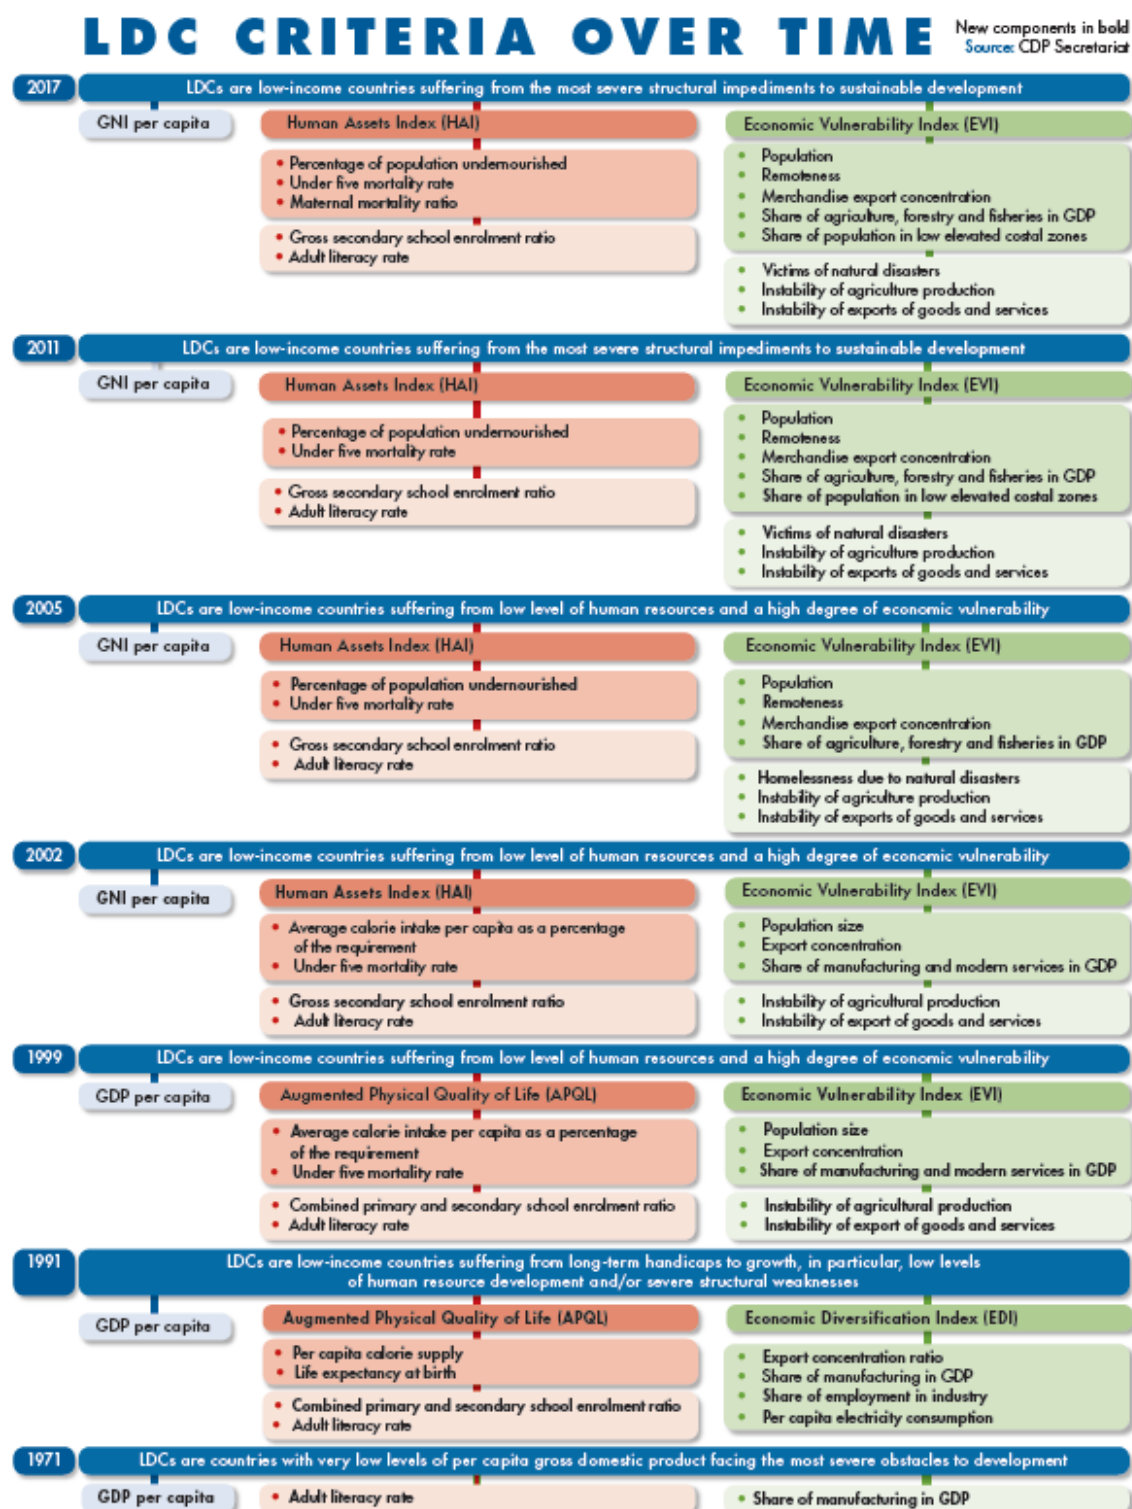 LDC CRITERIA OVER TIME
New components in bold
Source: CDP Secretariat
2017
LDCs are low-income countries suffering from the most severe structural impediments to sustainable development
GNI per capita
Human Assets Index (HAI)
• Percentage of population undernourished
• Under five mortality rate
• Maternal mortality ratio
• Gross secondary school enrolment ratio
• Adult literacy rate
Economic Vulnerability Index (EVI)
• Population
• Remoteness
• Merchandise export concentration
• Share of agriculture, forestry and fisheries in GDP
• Share of population in low elevated costal zones
• Victims of natural disasters
• Instability of agriculture production
• Instability of exports of goods and services
2011
LDCs are low-income countries suffering from the most severe structural impediments to sustainable development
GNI per capita
Human Assets Index (HAI)
• Percentage of population undernourished
• Under five mortality rate
• Gross secondary school enrolment ratio
• Adult literacy rate
Economic Vulnerability Index (EVI)
• Population
• Remoteness
• Merchandise export concentration
• Share of agriculture, forestry and fisheries in GDP
• Share of population in low elevated costal zones
• Victims of natural disasters
• Instability of agriculture production
• Instability of exports of goods and services
2005
LDCs are low-income countries suffering from low level of human resources and a high degree of economic vulnerability
GNI per capita
Human Assets Index (HAI)
• Percentage of population undernourished
• Under five mortality rate
• Gross secondary school enrolment ratio
• Adult literacy rate
Economic Vulnerability Index (EVI)
• Population
• Remoteness
• Merchandise export concentration
• Share of agriculture, forestry and fisheries in GDP
• Homelessness due to natural disasters
• Instability of agriculture production
• Instability of exports of goods and services
2002
LDCs are low-income countries suffering from low level of human resources and a high degree of economic vulnerability
GNI per capita
Human Assets Index (HAI)
• Average calorie intake per capita as a percentage
of the requirement
• Under five mortality rate
• Gross secondary school enrolment ratio
• Adult literacy rate
Economic Vulnerability Index (EVI)
• Population size
• Export concentration
• Share of manufacturing and modern services in GDP
• Instability of agricultural production
• Instability of export of goods and services
1999
LDCs are low-income countries suffering from low level of human resources and a high degree of economic vulnerability
GDP per capita
Augmented Physical Quality of Life (APQL)
• Average calorie intake per capita as a percentage
of the requirement
• Under five mortality rate
• Combined primary and secondary school enrolment ratio
• Adult literacy rate
Economic Vulnerability Index (EVI)
• Population size
• Export concentration
• Share of manufacturing and modern services in GDP
• Instability of agricultural production
• Instability of export of goods and services
1991
LDCs are low-income countries suffering from long-term handicaps to growth, in particular, low levels
of human resource development and/or severe structural weaknesses
GDP per capita
Augmented Physical Quality of Life (APQL)
• Per capita calorie supply
• Life expectancy at birth
• Combined primary and secondary school enrolment ratio
• Adult literacy rate
Economic Diversification Index (EDI)
• Export concentration ratio
• Share of manufacturing in GDP
• Share of employment in industry
• Per capita electricity consumption
1971
LDCs are countries with very low levels of per capita gross domestic product facing the most severe obstacles to development
GDP per capita
• Adult literacy rate
• Share of manufacturing in GDP